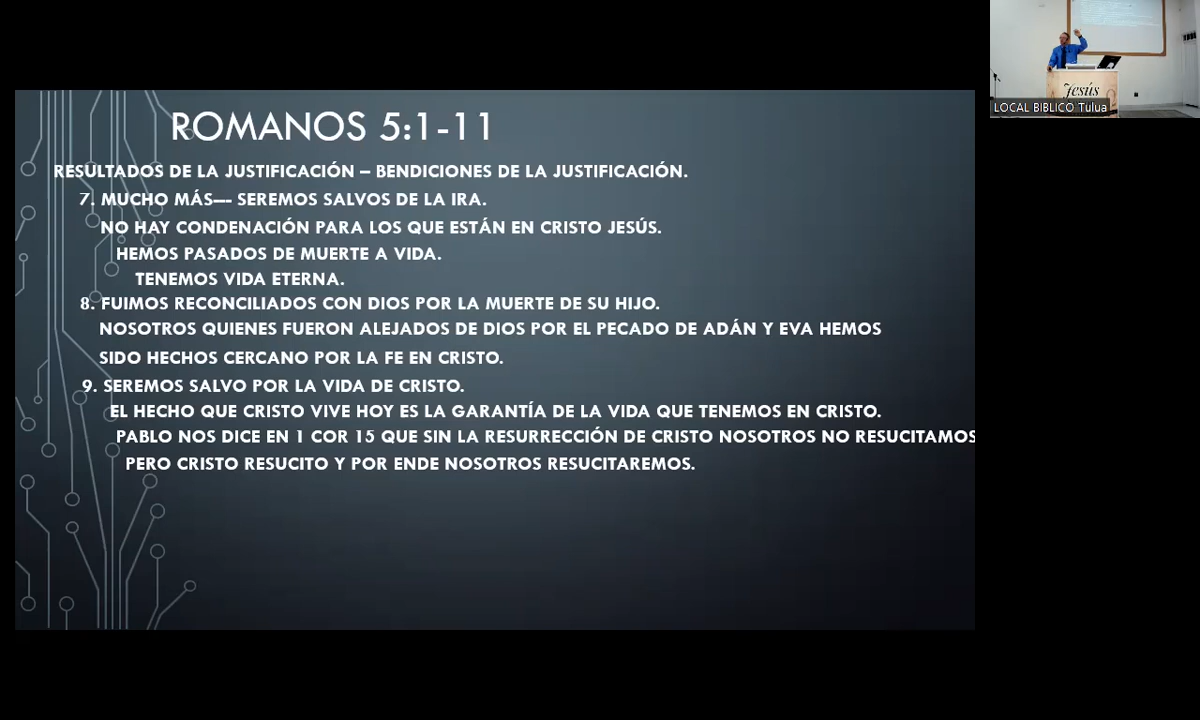 ROMANOS 5:1-11
RESULTADOS DE LA JUSTIFICACIÓN – BENDICIONES DE LA JUSTIFICACIÓN.
7. MUCHO MÁS–- SEREMOS SALVOS DE LA IRA.
NO HAY CONDENACIÓN PARA LOS QUE ESTÁN EN CRISTO JESÚS.
HEMOS PASADOS DE MUERTE A VIDA.
TENEMOS VIDA ETERNA.
8. FUIMOS RECONCILIADOS CON DIOS POR LA MUERTE DE SU HIJO.
NOSOTROS QUIENES FUERON ALEJADOS DE DIOS POR EL PECADO DE ADÁN Y EVA HEMOS
SIDO HECHOS CERCANO POR LA FE EN CRISTO.
9. SEREMOS SALVO POR LA VIDA DE CRISTO.
EL HECHO QUE CRISTO VIVE HOY ES LA GARANTÍA DE LA VIDA QUE TENEMOS EN CRISTO.
PABLO NOS DICE EN 1 COR 15 QUE SIN LA RESURRECCIÓN DE CRISTO NOSOTROS NO RESUCITAMOS
PERO CRISTO RESUCITO Y POR ENDE NOSOTROS RESUCITAREMOS.
Jesús
LOCAL BIBLICO Tulua